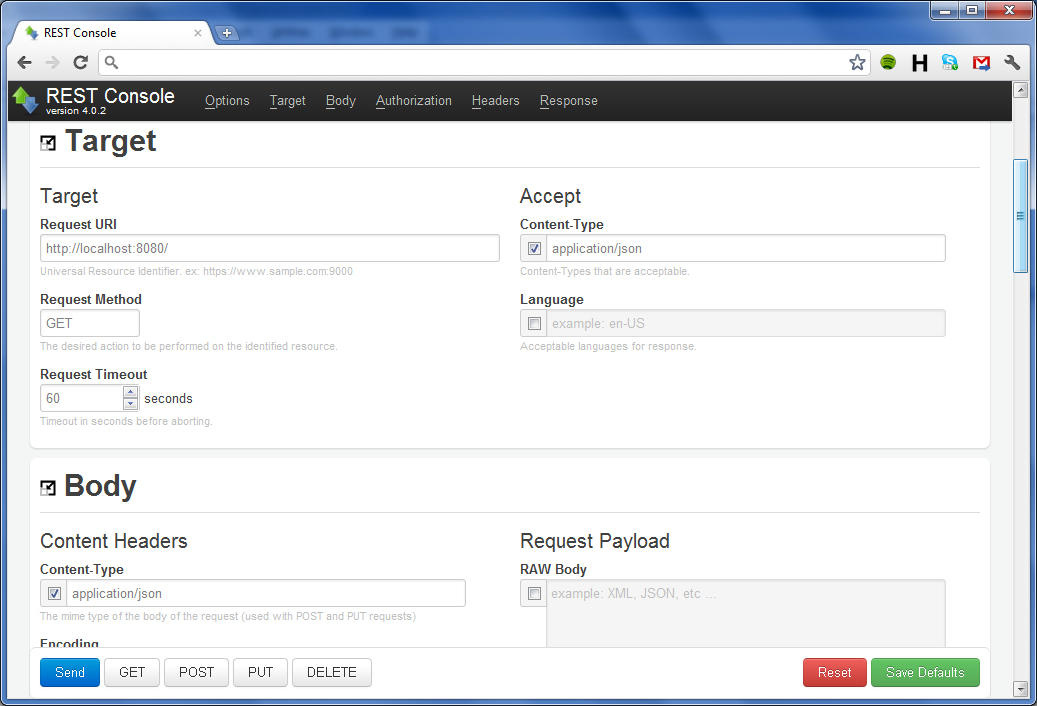 REST Console
REST Console
version 4.0.2
Options Target Body Authorization Headers Response
Target
Target
Request URI
http://localhost:8080/
Universal Resource Identifier. ex: https://www.sample.com:9000
Request Method
GET
The desired action to be performed on the identified resource.
Request Timeout
60 seconds
Timeout in seconds before aborting.
Accept
Content-Type
application/json
Content-Types that are acceptable.
Language
example: en-US
Acceptable languages for response.
Body
Content Headers
Content-Type
application/json
The mime type of the body of the request (used with POST and PUT requests)
Encoding
Request Payload
RAW Body
example: XML, JSON, etc ...
Send GET POST PUT DELETE Reset Save Defaults